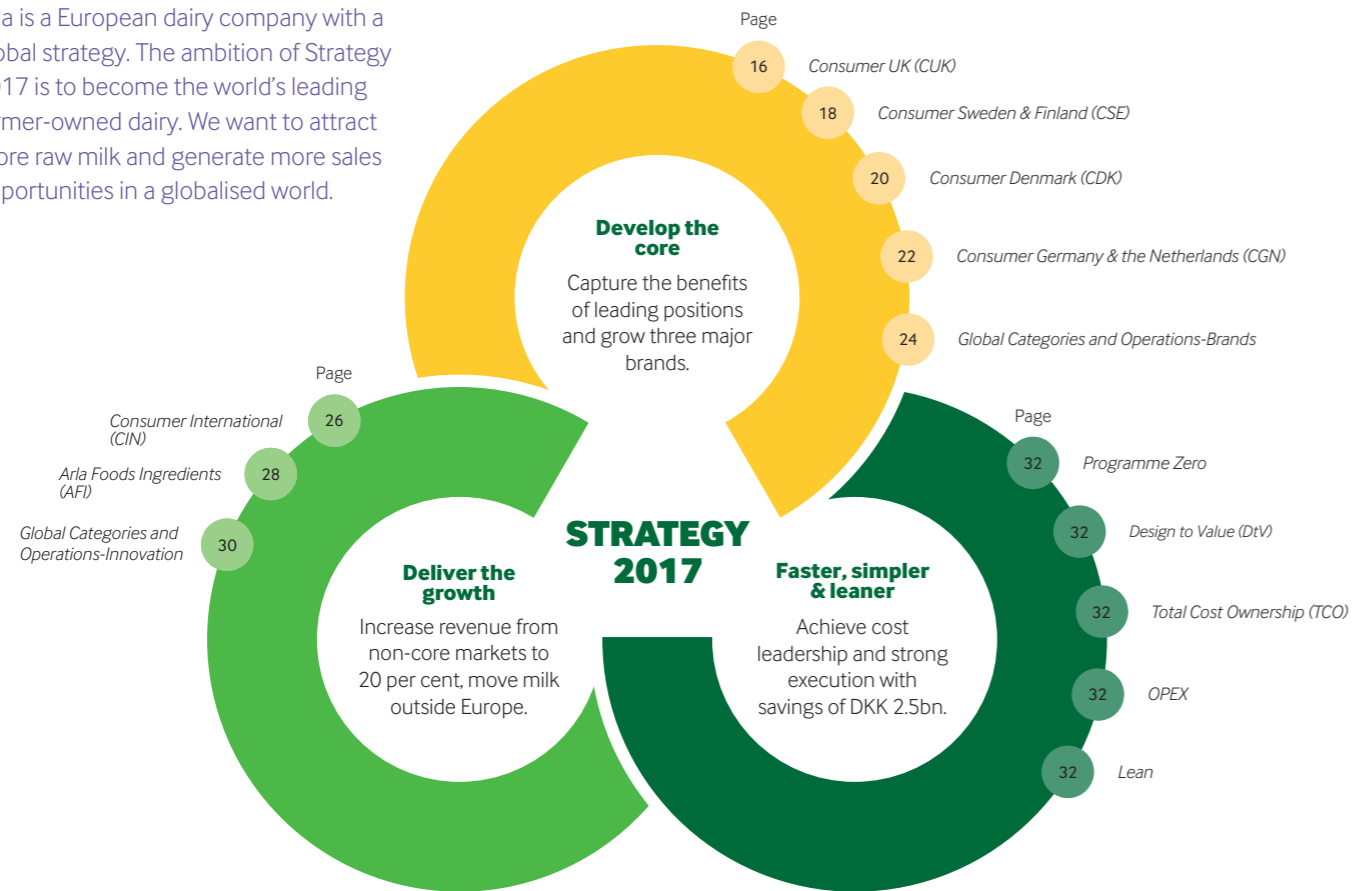 a is a European dairy company with a
obal strategy. The ambition of Strategy
017 is to become the world's leading
rmer-owned dairy. We want to attract
ore raw milk and generate more sales
portunities in a globalised world.
Page
16 Consumer UK (CUK)
18 Consumer Sweden & Finland (CSE)
20 Consumer Denmark (CDK)
22 Consumer Germany & the Netherlands (CGN)
24 Global Categories and Operations-Brands
Develop the
core
Capture the benefits
of leading positions
and grow three major
brands.
Page
Consumer International
(CIN)
26
Arla Foods Ingredients
(AFI)
28
Global Categories and
Operations-Innovation
30
Deliver the
growth
Increase revenue from
non-core markets to
20 per cent, move milk
outside Europe.
STRATEGY
2017
Faster, simpler
& leaner
Achieve cost
leadership and strong
execution with
savings of DKK 2.5bn.
Page
32 Programme Zero
32 Design to Value (DtV)
32 Total Cost Ownership (TCO)
32 OPEX
32 Lean